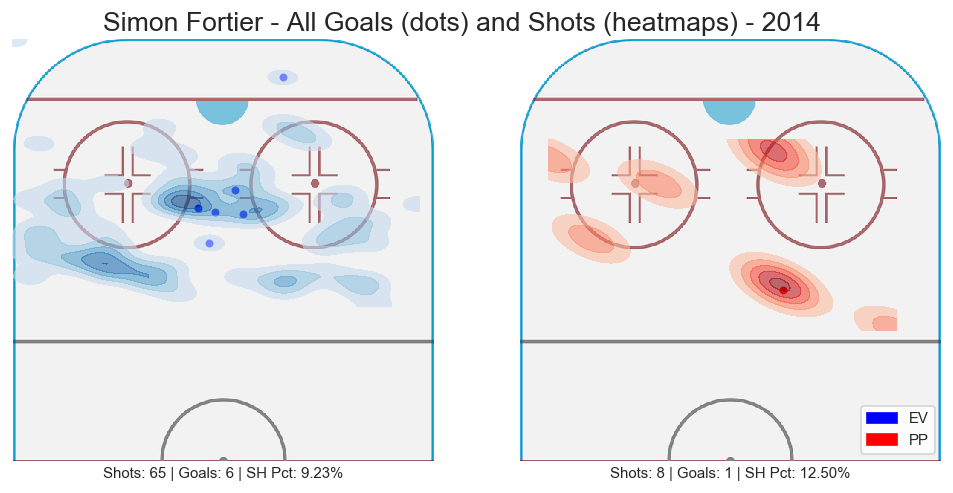 Simon Fortier - All Goals (dots) and Shots (heatmaps) - 2014
EV
PP
Shots: 65 | Goals: 6 | SH Pct: 9.23%
Shots: 8 | Goals: 1 | SH Pct: 12.50%